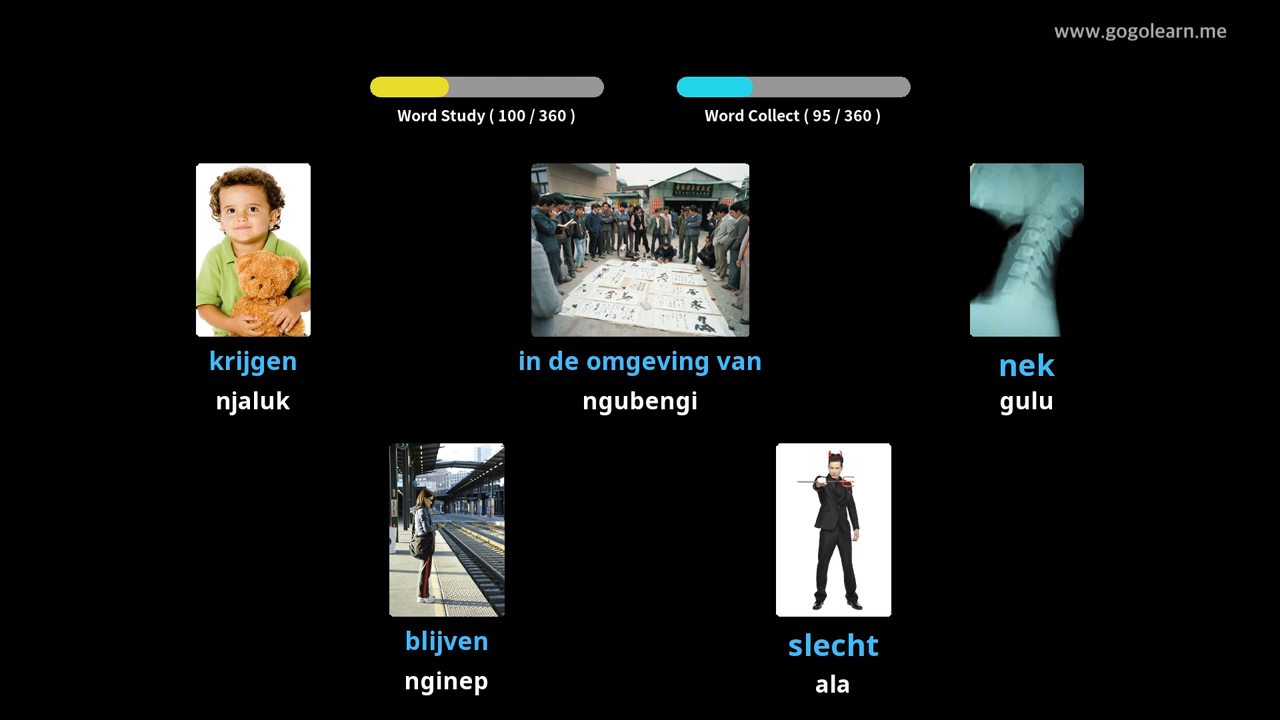 www.gogolearn.me
Word Study ( 100 / 360 )
Word Collect ( 95 / 360 )
krijgen
njaluk
in de omgeving van
ngubengi
nek
gulu
blijven
nginep
slecht
ala